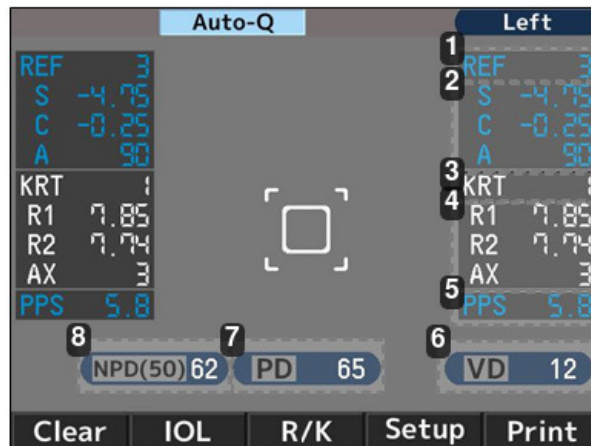 Auto-Q Left
REF 3
S -4.75
C -0.25
A 90
KRT 1
R1 7.85
R2 7.74
AX 3
PPS 5.8
1
REF 3
2
S -4.75
C -0.25
A 90
3
KRT 1
4
R1 7.85
R2 7.74
AX 3
5
PPS 5.8
8 7 6
NPD(50) 62 PD 65 VD 12
Clear IOL R/K Setup Print